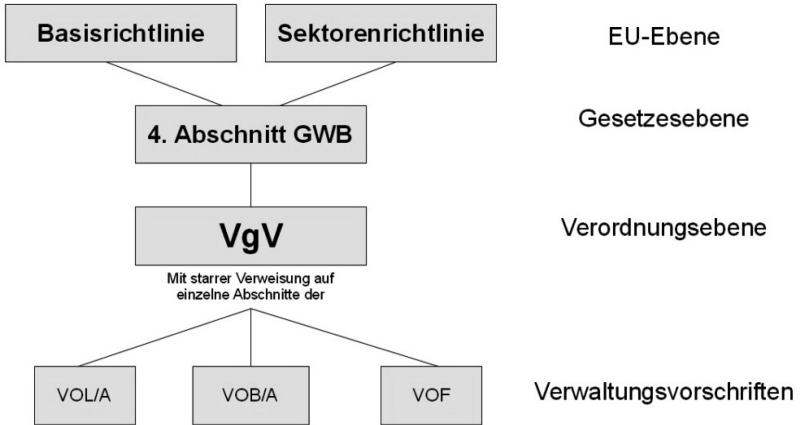 Basisrichtlinie
Sektorenrichtlinie
EU-Ebene
4. Abschnitt GWB
Gesetzesebene
VgV
Verordnungsebene
Mit starrer Verweisung auf
einzelne Abschnitte der
VOL/A
VOB/A
VOF
Verwaltungsvorschriften